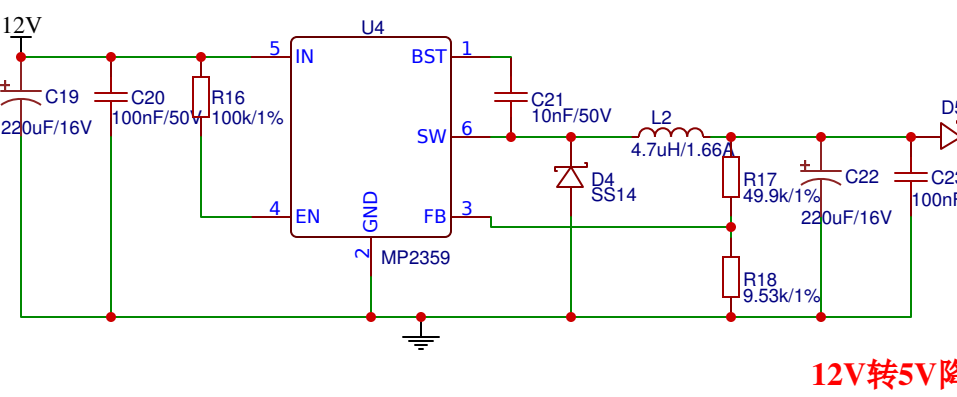 12V
U4
5
IN
BST
1
C19
220uF/16V
C20
100nF/50V
R16
100k/1%
C21
10nF/50V
SW
6
L2
4.7uH/1.66A
D4
SS14
R17
49.9k/1%
C22
220uF/16V
4
EN
GND
FB
3
2
MP2359
R18
9.53k/1%
12V转5V